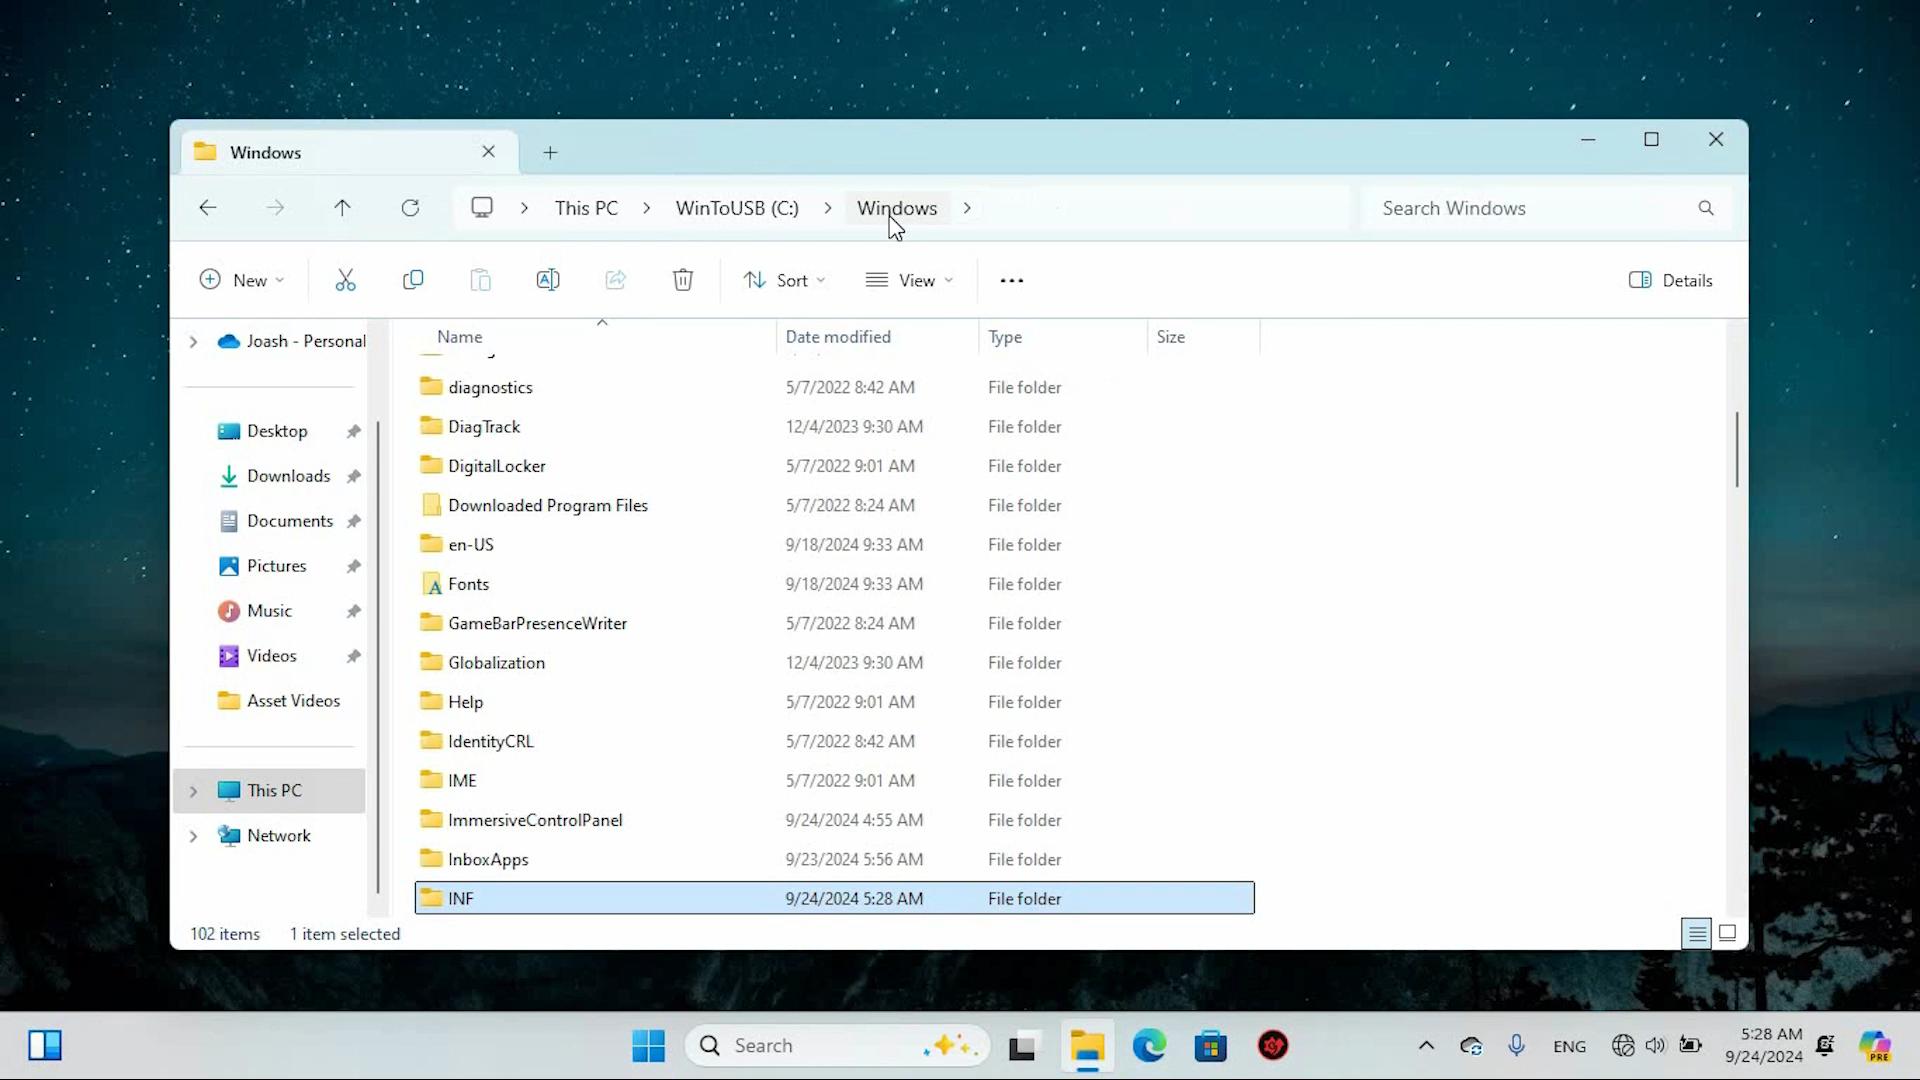 Windows
This PC
WinToUSB (C:)
Windows
Search Windows
New
Sort
View
Details
Joash - Personal
Desktop
Downloads
Documents
Pictures
Music
Videos
Asset Videos
This PC
Network
Name Date modified Type Size
diagnostics 5/7/2022 8:42 AM File folder
DiagTrack 12/4/2023 9:30 AM File folder
DigitalLocker 5/7/2022 9:01 AM File folder
Downloaded Program Files 5/7/2022 8:24 AM File folder
en-US 9/18/2024 9:33 AM File folder
Fonts 9/18/2024 9:33 AM File folder
GameBarPresenceWriter 5/7/2022 8:24 AM File folder
Globalization 12/4/2023 9:30 AM File folder
Help 5/7/2022 9:01 AM File folder
IdentityCRL 5/7/2022 8:42 AM File folder
IME 5/7/2022 9:01 AM File folder
ImmersiveControlPanel 9/24/2024 4:55 AM File folder
InboxApps 9/23/2024 5:56 AM File folder
INF 9/24/2024 5:28 AM File folder
102 items 1 item selected
Search
ENG
5:28 AM
9/24/2024
PRE